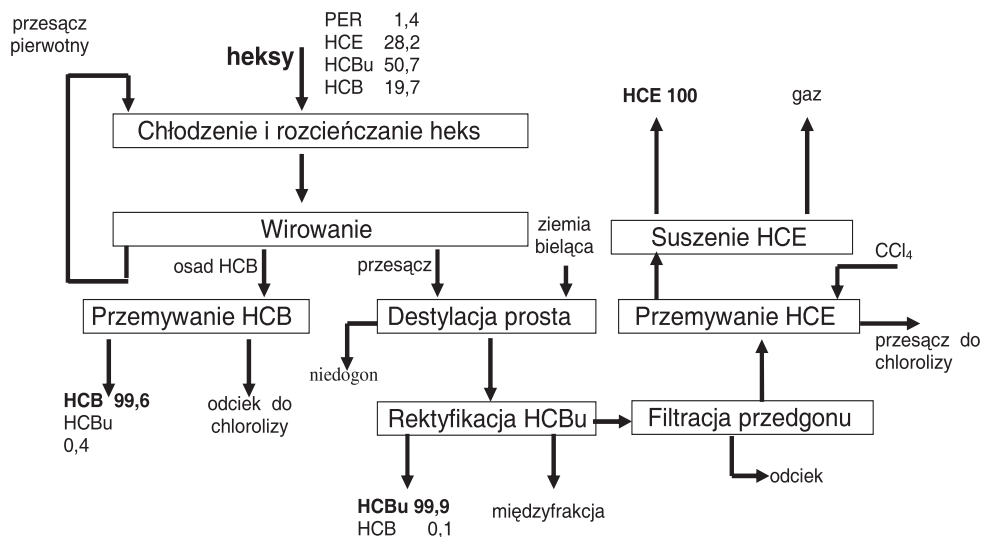 przesącz
pierwotny
heksy
PER 1,4
HCE 28,2
HCBu 50,7
HCB 19,7
Chłodzenie i rozcieńczanie heks
HCE 100
gaz
Wirowanie
ziemia
bieląca
Suszenie HCE
osad HCB
przesącz
CCl₄
Przemywanie HCB
Destylacja prosta
Przemywanie HCE
niedogon
przesącz do
chlorolizy
HCB 99,6
HCBu
0,4
odciek do
chlorolizy
Rektyfikacja HCBu
Filtracja przedgonu
odciek
HCBu 99,9
HCB 0,1
międzyfrakcja